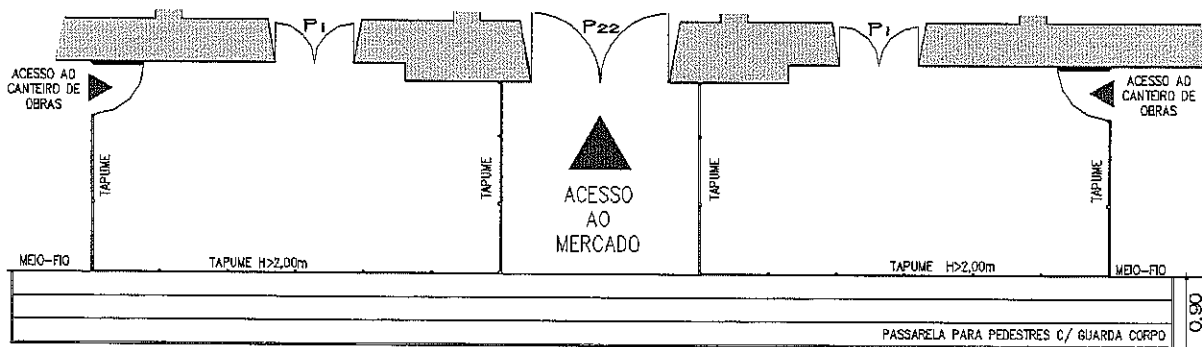 P1
P22
P1
ACESSO AO
CANTEIRO DE
OBRAS
ACESSO AO
CANTEIRO DE
OBRAS
TAPUME
TAPUME
TAPUME
TAPUME
ACESSO
AO
MERCADO
MEIO-FIO
TAPUME H>2,00m
TAPUME H>2,00m
MEIO-FIO
PASSARELA PARA PEDESTRES C/ GUARDA CORPO
0.90